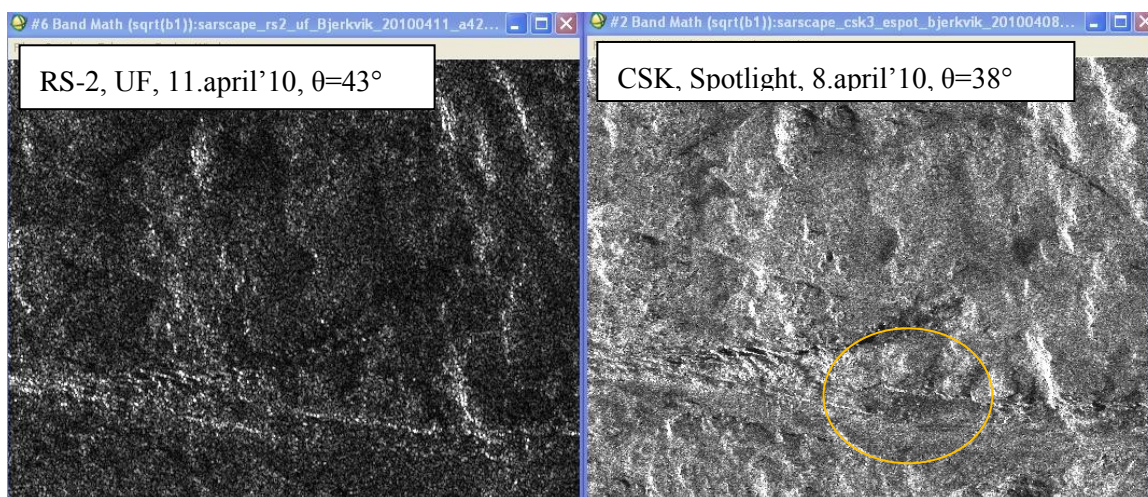 #6 Band Math (sqrt(b1)):sarscape_rs2_uf_Bjerkvik_20100411_a42...
#2 Band Math (sqrt(b1)):sarscape_csk3_espot_bjerkvik_20100408...
RS-2, UF, 11.april'10, θ=43°
CSK, Spotlight, 8.april'10, θ=38°